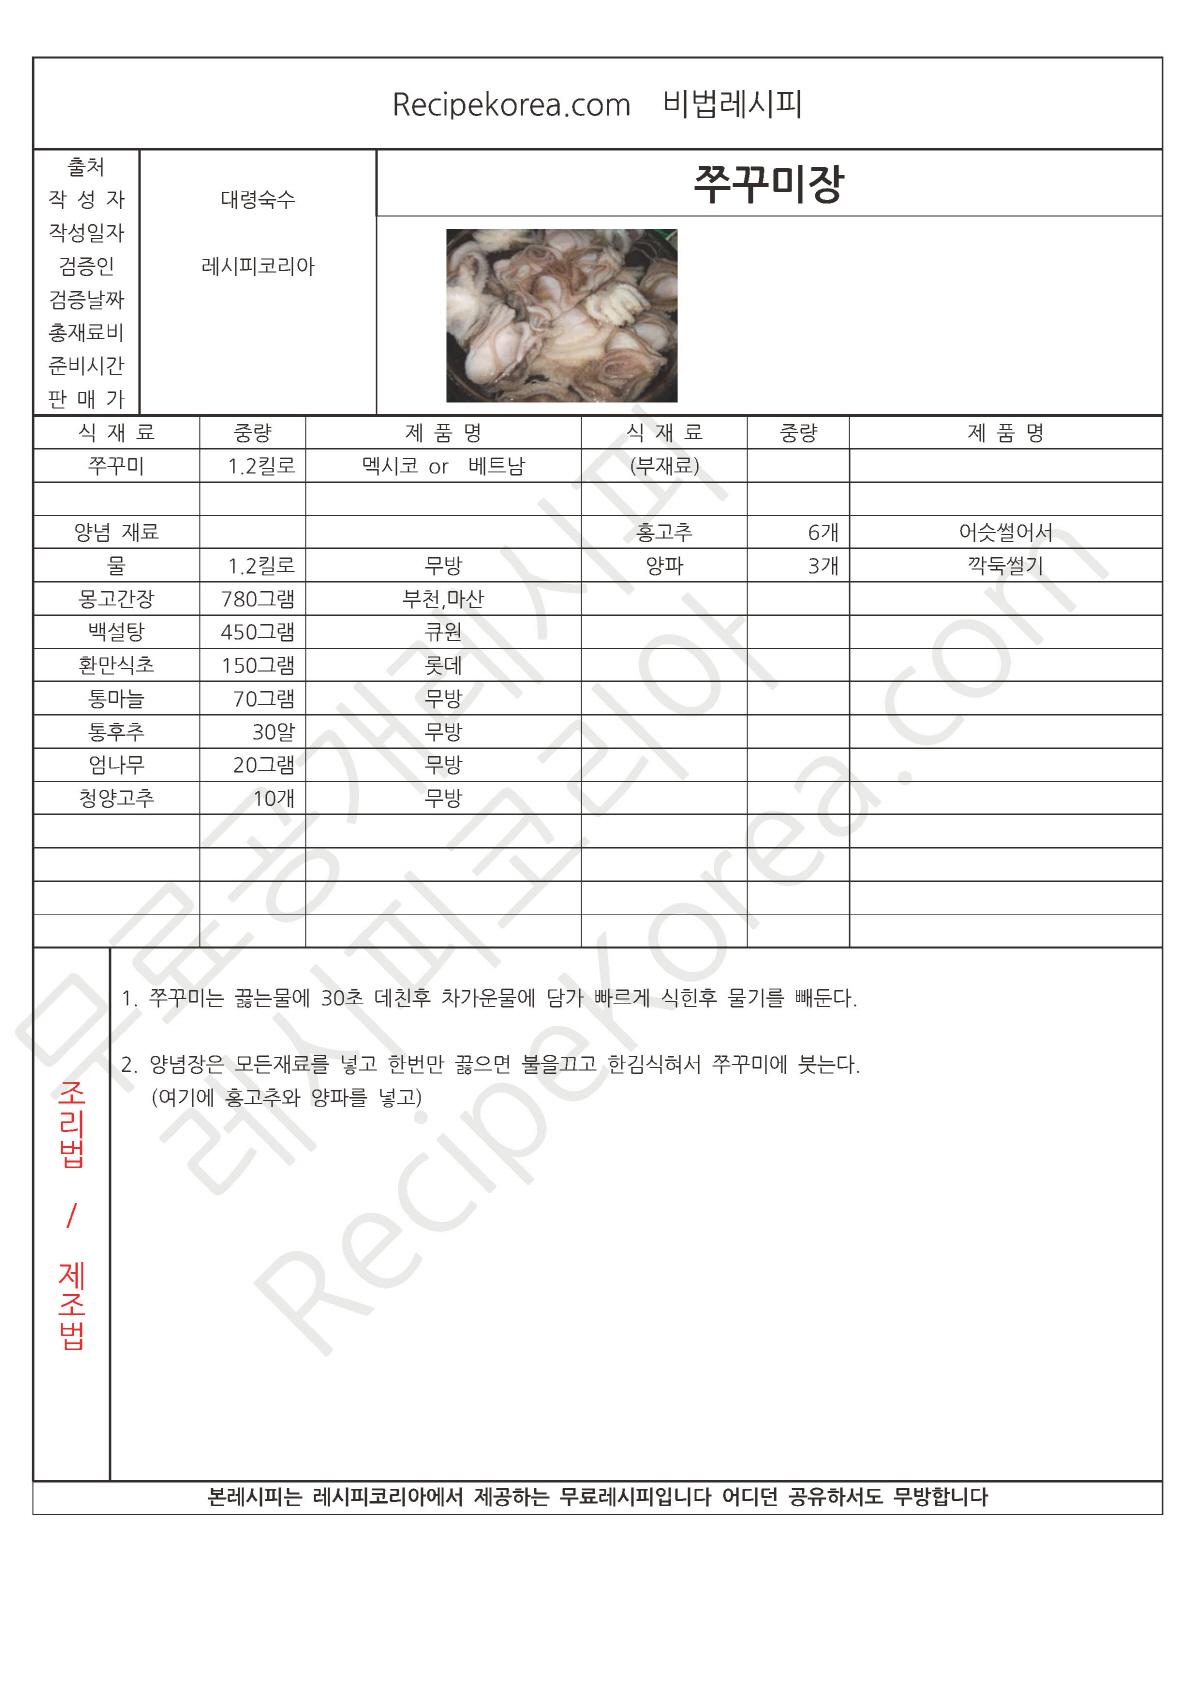 Recipekorea.com 비법레시피
출처
작 성 자 대령숙수
작성일자
검증인 레시피코리아
검증날짜
총재료비
준비시간
판 매 가
쭈꾸미장
식 재 료 중량 제 품 명 식 재 료 중량 제 품 명
쭈꾸미 1.2킬로 멕시코 or 베트남 (부재료)
양념 재료 홍고추 6개 어슷썰어서
물 1.2킬로 무방 양파 3개 깍둑썰기
몽고간장 780그램 부천,마산
백설탕 450그램 큐원
환만식초 150그램 롯데
통마늘 70그램 무방
통후추 30알 무방
엄나무 20그램 무방
청양고추 10개 무방
조리법 / 제조법
1. 쭈꾸미는 끓는물에 30초 데친후 차가운물에 담가 빠르게 식힌후 물기를 빼둔다.
2. 양념장은 모든재료를 넣고 한번만 끓으면 불을끄고 한김식혀서 쭈꾸미에 붓는다.
(여기에 홍고추와 양파를 넣고)
본레시피는 레시피코리아에서 제공하는 무료레시피입니다 어디던 공유하서도 무방합니다
무료공개레시피
레시피코리아
RecipeKorea.com